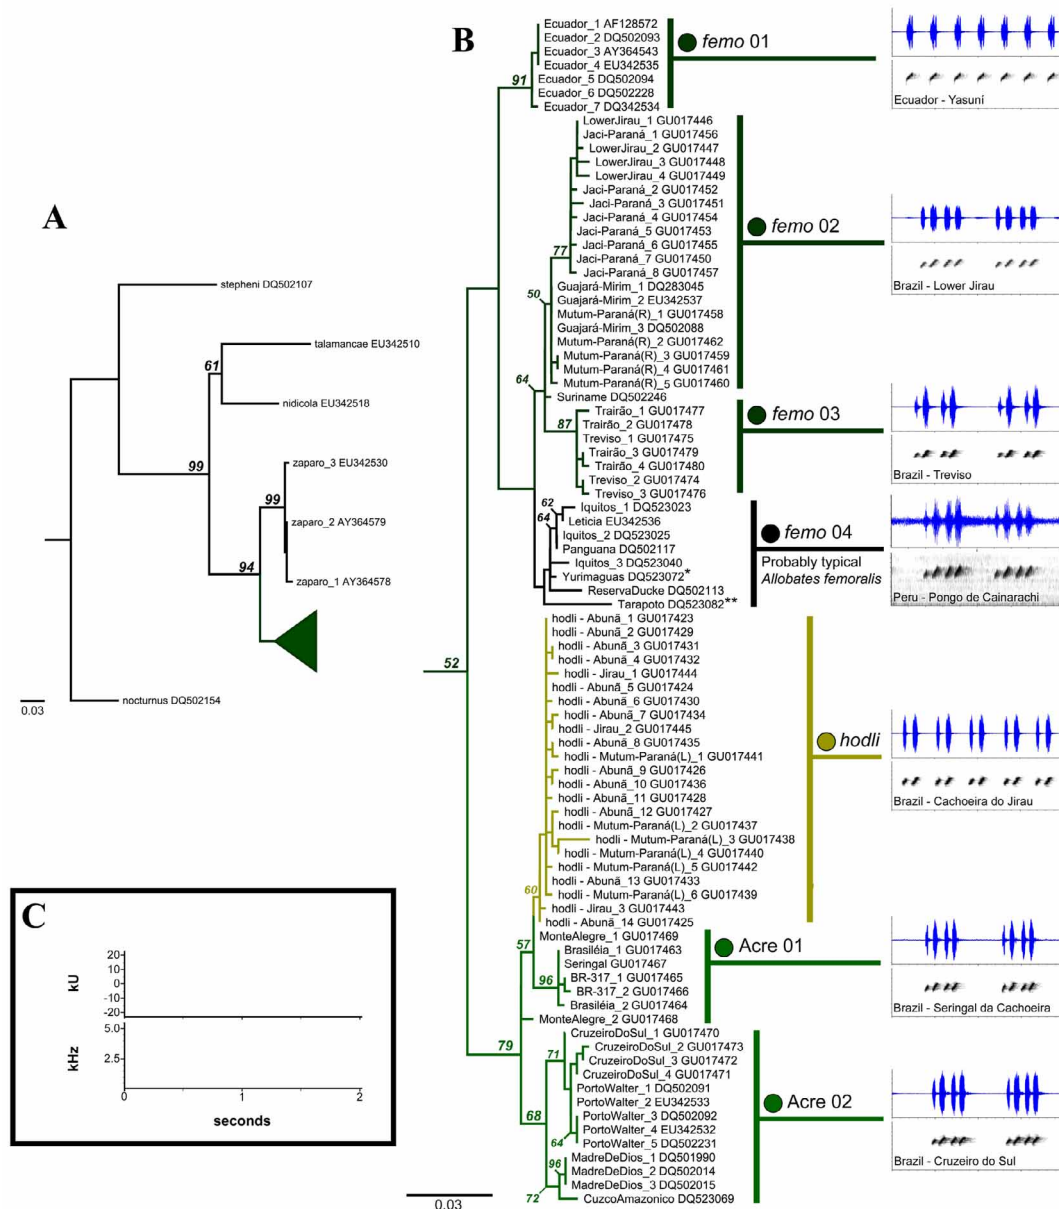 A
stepheni DQ502107
talamancae EU342510
61
nidicola EU342518
99
zaparo_3 EU342530
99
zaparo_2 AY364579
94
zaparo_1 AY364578
nocturnus DQ502154
0.03
B
Ecuador_1 AF128572
Ecuador_2 DQ502093
Ecuador_3 AY364543
Ecuador_4 EU342535
91
Ecuador_5 DQ502094
Ecuador_6 DQ502228
Ecuador_7 DQ342534
femo 01
Ecuador - Yasuní
LowerJirau_1 GU017446
Jaci-Paraná_1 GU017456
LowerJirau_2 GU017447
LowerJirau_3 GU017448
LowerJirau_4 GU017449
Jaci-Paraná_2 GU017452
Jaci-Paraná_3 GU017451
Jaci-Paraná_4 GU017454
Jaci-Paraná_5 GU017453
Jaci-Paraná_6 GU017455
77
Jaci-Paraná_7 GU017450
Jaci-Paraná_8 GU017457
Guajará-Mirim_1 DQ283045
50
Guajará-Mirim_2 EU342537
Mutum-Paraná(R)_1 GU017458
Guajará-Mirim_3 DQ502088
Mutum-Paraná(R)_2 GU017462
Mutum-Paraná(R)_3 GU017459
Mutum-Paraná(R)_4 GU017461
Mutum-Paraná(R)_5 GU017460
femo 02
Brazil - Lower Jirau
64
Suriname DQ502246
Trairão_1 GU017477
Trairão_2 GU017478
87
Treviso_1 GU017475
Trairão_3 GU017479
Trairão_4 GU017480
Treviso_2 GU017474
Treviso_3 GU017476
femo 03
Brazil - Treviso
62
Iquitos_1 DQ523023
64
Leticia EU342536
Iquitos_2 DQ523025
Panguana DQ502117
Iquitos_3 DQ523040
Yurimaguas DQ523072*
ReservaDucke DQ502113
Tarapoto DQ523082**
femo 04
Probably typical
Allobates femoralis
Peru - Pongo de Cainarachi
52
hodli - Abunã_1 GU017423
hodli - Abunã_2 GU017429
hodli - Abunã_3 GU017431
hodli - Abunã_4 GU017432
hodli - Jirau_1 GU017444
hodli - Abunã_5 GU017424
hodli - Abunã_6 GU017430
hodli - Abunã_7 GU017434
hodli - Jirau_2 GU017445
hodli - Abunã_8 GU017435
hodli - Mutum-Paraná(L)_1 GU017441
hodli - Abunã_9 GU017426
hodli - Abunã_10 GU017436
hodli - Abunã_11 GU017428
hodli - Abunã_12 GU017427
hodli - Mutum-Paraná(L)_2 GU017437
hodli - Mutum-Paraná(L)_3 GU017438
hodli - Mutum-Paraná(L)_4 GU017440
hodli - Mutum-Paraná(L)_5 GU017442
hodli - Abunã_13 GU017433
60
hodli - Mutum-Paraná(L)_6 GU017439
hodli - Jirau_3 GU017443
hodli - Abunã_14 GU017425
hodli
Brazil - Cachoeira do Jirau
MonteAlegre_1 GU017469
57
Brasiléia_1 GU017463
Seringal GU017467
BR-317_1 GU017465
96
BR-317_2 GU017466
Brasiléia_2 GU017464
MonteAlegre_2 GU017468
Acre 01
Brazil - Seringal da Cachoeira
79
CruzeiroDoSul_1 GU017470
CruzeiroDoSul_2 GU017473
71
CruzeiroDoSul_3 GU017472
CruzeiroDoSul_4 GU017471
PortoWalter_1 DQ502091
PortoWalter_2 EU342533
68
PortoWalter_3 DQ502092
PortoWalter_4 EU342532
64
PortoWalter_5 DQ502231
96
MadreDeDios_1 DQ501990
MadreDeDios_2 DQ502014
MadreDeDios_3 DQ502015
72
CuzcoAmazonico DQ523069
Acre 02
Brazil - Cruzeiro do Sul
0.03
C
kU
20
10
0
-10
-20
kHz
5.0
2.5
0 1 2
seconds